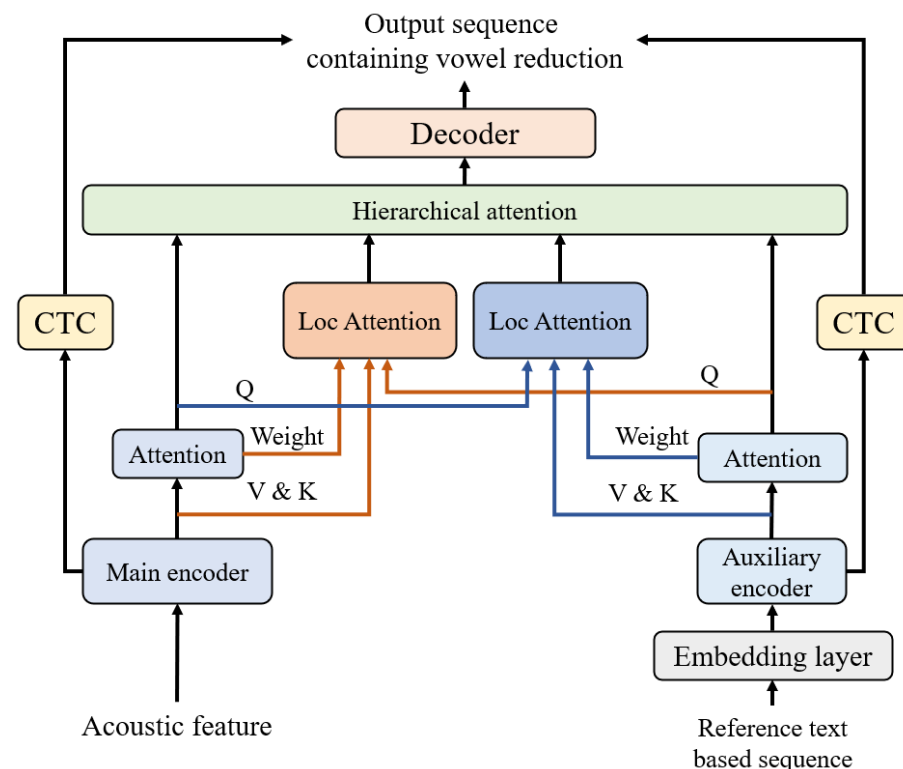 Output sequence
containing vowel reduction
Decoder
Hierarchical attention
CTC
Loc Attention
Loc Attention
CTC
Q
Q
Weight
Weight
Attention
Attention
V & K
V & K
Main encoder
Auxiliary
encoder
Embedding layer
Acoustic feature
Reference text
based sequence